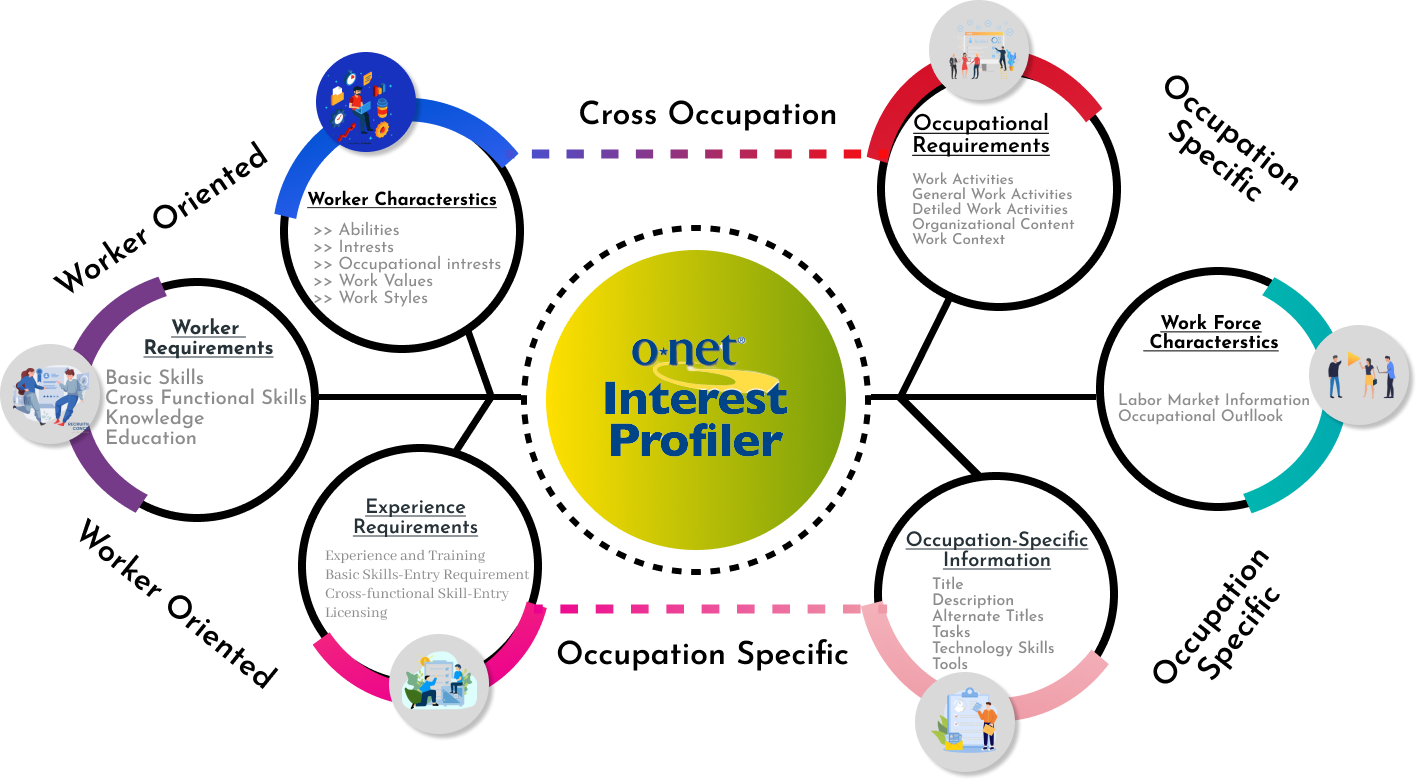 Cross Occupation
Worker Oriented
Worker Characterstics
>> Abilities
>> Intrests
>> Occupational intrests
>> Work Values
>> Work Styles
Occupational
Requirements
Work Activities
General Work Activities
Detiled Work Activities
Organizational Content
Work Context
Occupation
Specific
Worker
Requirements
Basic Skills
Cross Functional Skills
Knowledge
Education
o*net®
Interest
Profiler
Work Force
Characterstics
Labor Market Information
Occupational Outllook
Worker Oriented
Experience
Requirements
Experience and Training
Basic Skills-Entry Requirement
Cross-functional Skill-Entry
Licensing
Occupation Specific
Occupation-Specific
Information
Title
Description
Alternate Titles
Tasks
Technology Skills
Tools
Occupation
Specific